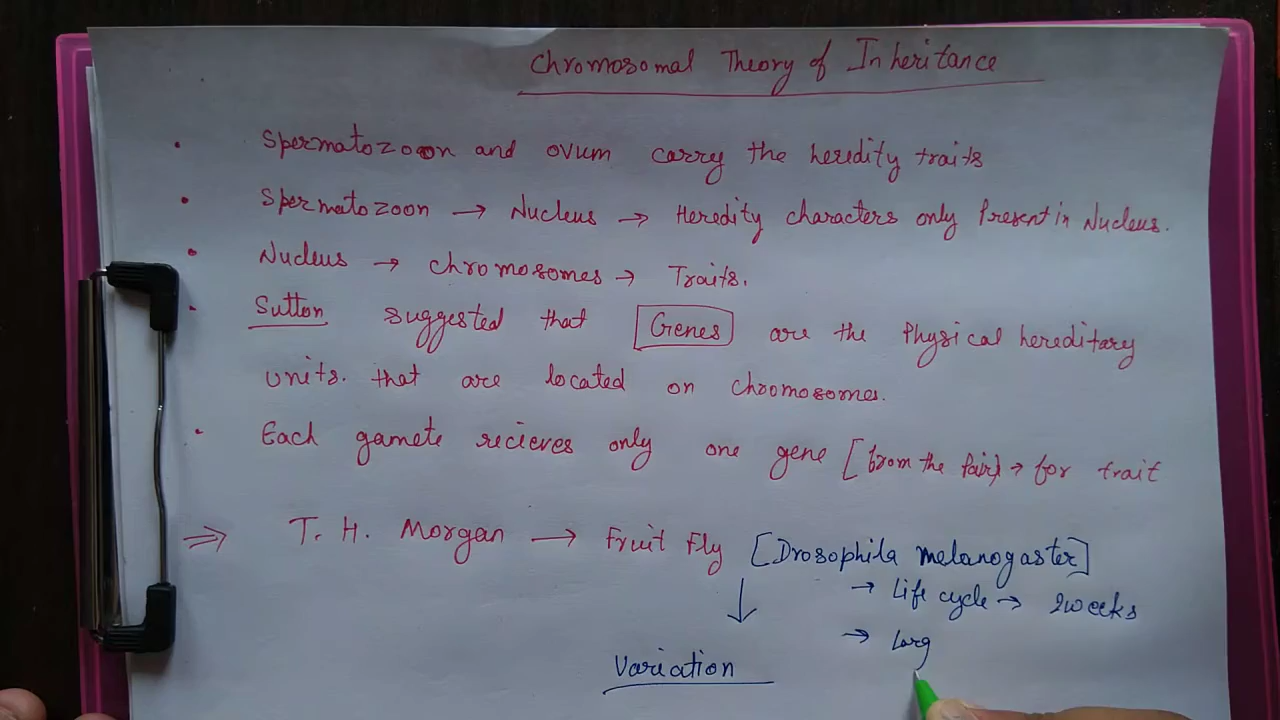 Chromosomal Theory of Inheritance
• Spermatozoon and ovum carry the heredity traits
• Spermatozoon → Nucleus → Heredity characters only Present in Nucleus.
• Nucleus → chromosomes → Traits.
• Sutton suggested that [Genes] are the Physical hereditary
units. that are located on chromosomes.
• Each gamete recieves only one gene [from the pair) → for trait
⇒ T. H. Morgan → Fruit Fly [Drosophila melanogaster]
→ Life cycle → 2weeks
→ Larg
Variation